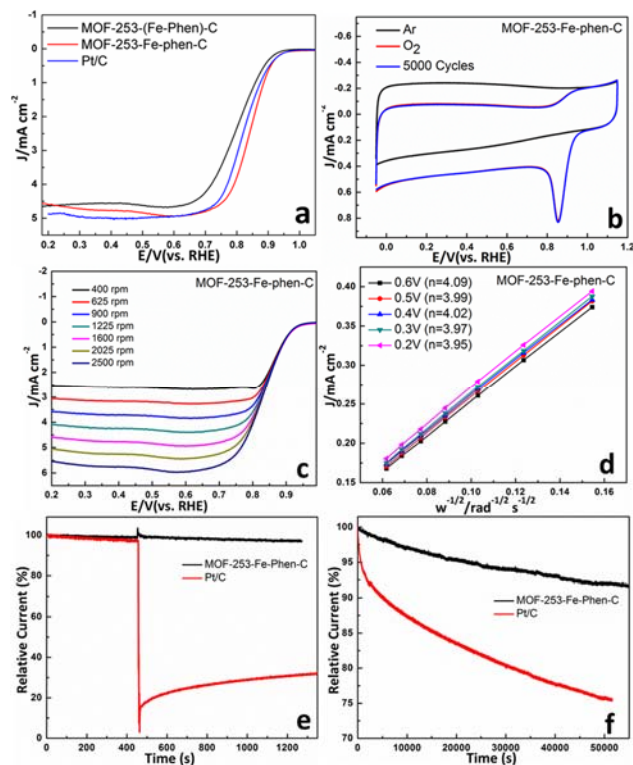 MOF-253-(Fe-Phen)-C
MOF-253-Fe-phen-C
Pt/C
J/mA cm-2
0
1
2
3
4
5
0.2 0.3 0.4 0.5 0.6 0.7 0.8 0.9 1.0
E/V(vs. RHE)
a
Ar MOF-253-Fe-phen-C
O2
5000 Cycles
J/mA cm-2
-0.4
-0.2
0.0
0.2
0.4
0.6
0.8
0.0 0.2 0.4 0.6 0.8 1.0 1.2
E/V(vs. RHE)
b
MOF-253-Fe-phen-C
400 rpm
625 rpm
900 rpm
1225 rpm
1600 rpm
2025 rpm
2500 rpm
J/mA cm-2
-2
-1
0
1
2
3
4
5
6
0.2 0.3 0.4 0.5 0.6 0.7 0.8 0.9
E/V(vs. RHE)
c
0.6V (n=4.09) MOF-253-Fe-phen-C
0.5V (n=3.99)
0.4V (n=4.02)
0.3V (n=3.97)
0.2V (n=3.95)
J/mA cm-2
0.40
0.35
0.30
0.25
0.20
0.15
0.06 0.08 0.10 0.12 0.14 0.16
w-1/2/rad-1/2 s-1/2
d
Relative Current (%)
100
80
60
40
20
0
MOF-253-Fe-Phen-C
Pt/C
0 200 400 600 800 1000 1200
Time (s)
e
Relative Current (%)
100
95
90
85
80
75
70
MOF-253-Fe-Phen-C
Pt/C
0 10000 20000 30000 40000 50000
Time (s)
f